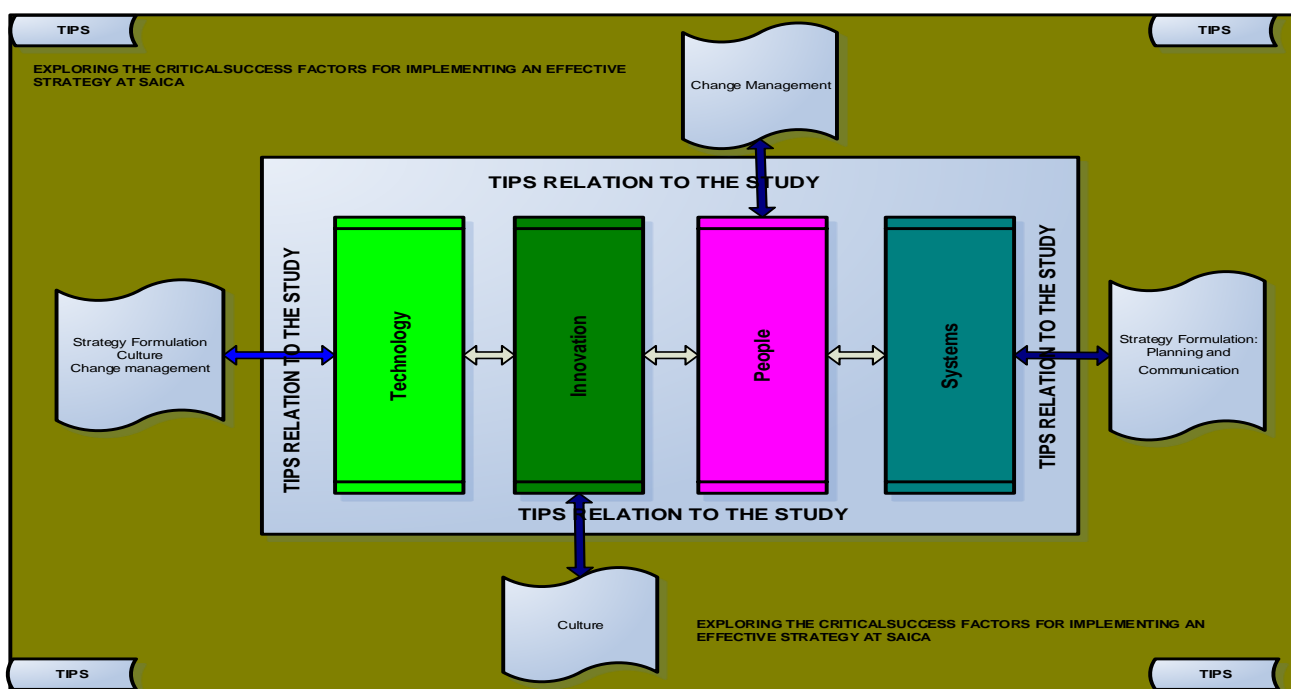 TIPS
TIPS
EXPLORING THE CRITICALSUCCESS FACTORS FOR IMPLEMENTING AN EFFECTIVE
STRATEGY AT SAICA
Change Management
TIPS RELATION TO THE STUDY
TIPS RELATION TO THE STUDY
Technology
Innovation
People
Systems
TIPS RELATION TO THE STUDY
Strategy Formulation
Culture
Change management
Strategy Formulation:
Planning and
Communication
TIPS RELATION TO THE STUDY
Culture
EXPLORING THE CRITICALSUCCESS FACTORS FOR IMPLEMENTING AN
EFFECTIVE STRATEGY AT SAICA
TIPS
TIPS